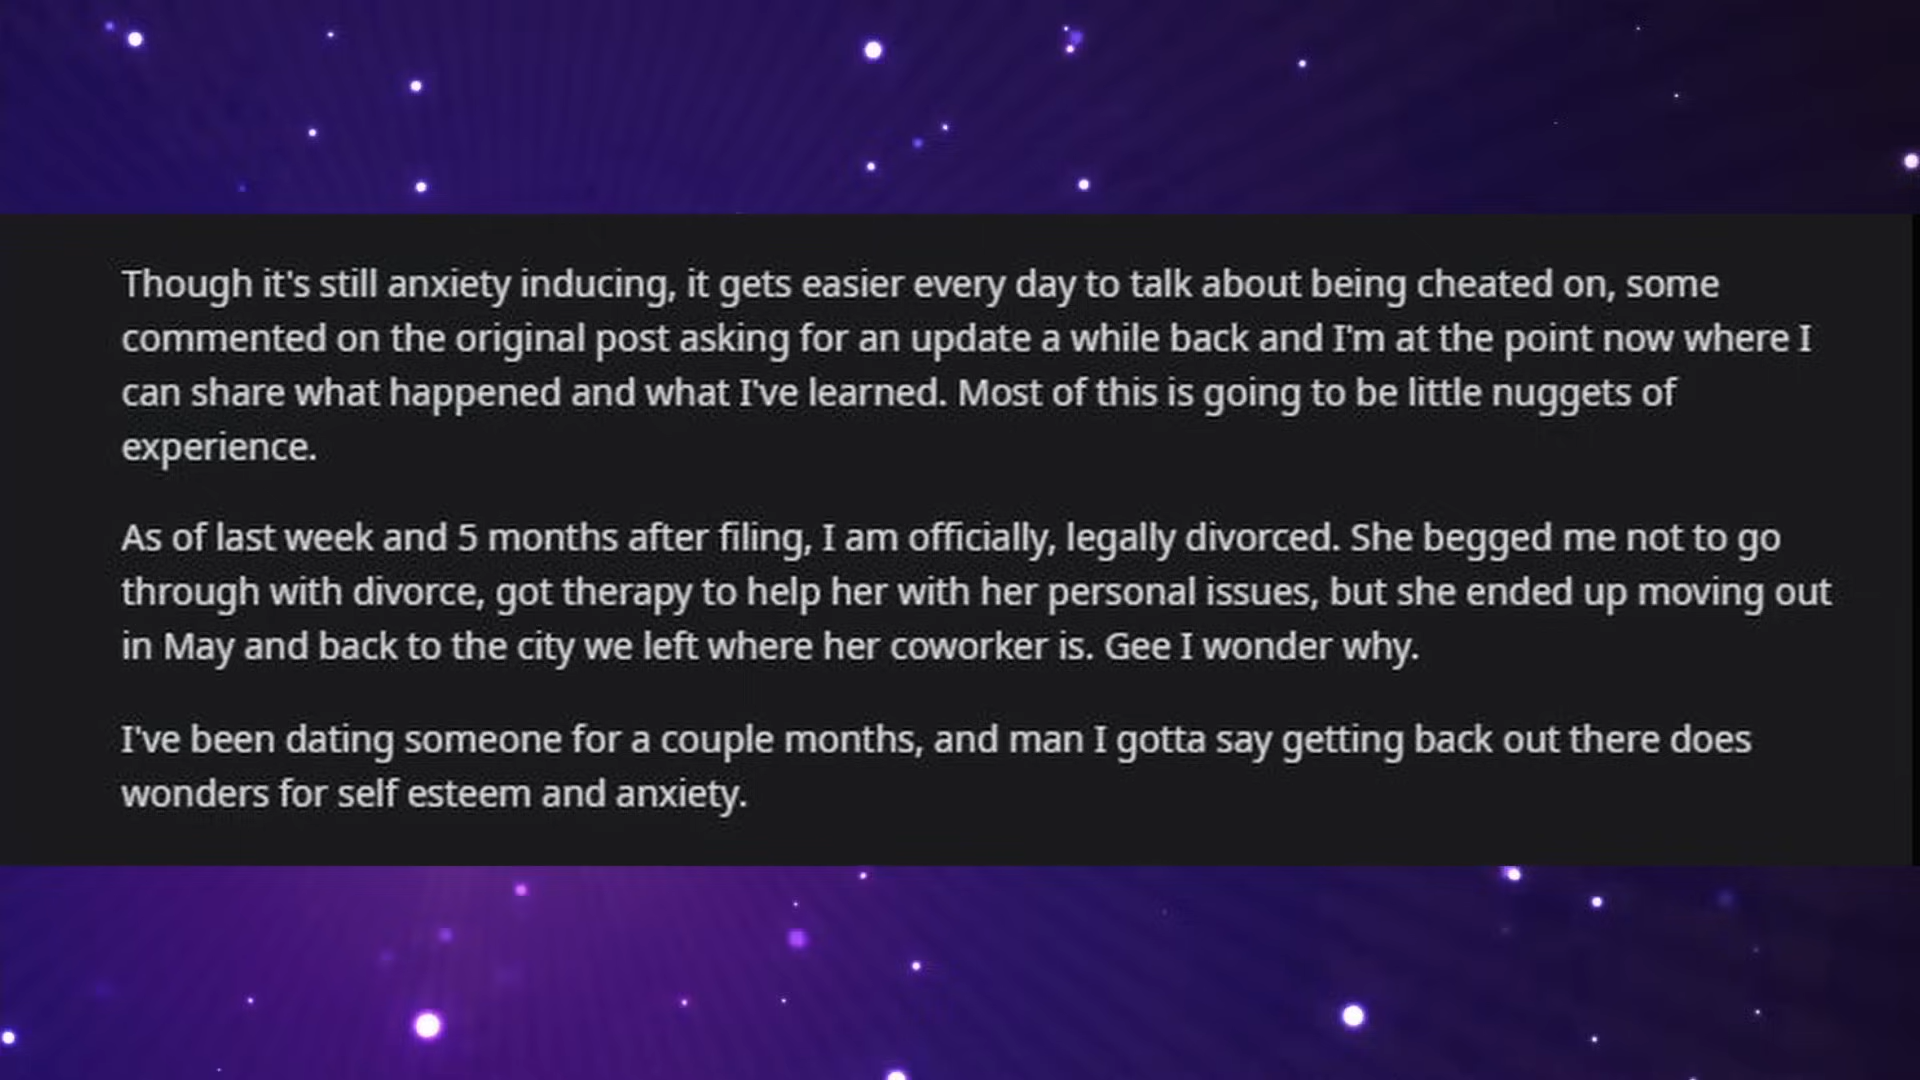 Though it's still anxiety inducing, it gets easier every day to talk about being cheated on, some
commented on the original post asking for an update a while back and I'm at the point now where I
can share what happened and what I've learned. Most of this is going to be little nuggets of
experience.
As of last week and 5 months after filing, I am officially, legally divorced. She begged me not to go
through with divorce, got therapy to help her with her personal issues, but she ended up moving out
in May and back to the city we left where her coworker is. Gee I wonder why.
I've been dating someone for a couple months, and man I gotta say getting back out there does
wonders for self esteem and anxiety.